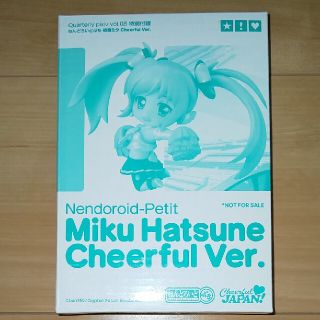 Quarterly pixiv vol.05 特別付録
ねんどろいどぷち 初音ミク Cheerful Ver.
Nendoroid-Petit
*NOT FOR SALE
Miku Hatsune
Cheerful Ver.
Cheerful
JAPAN!